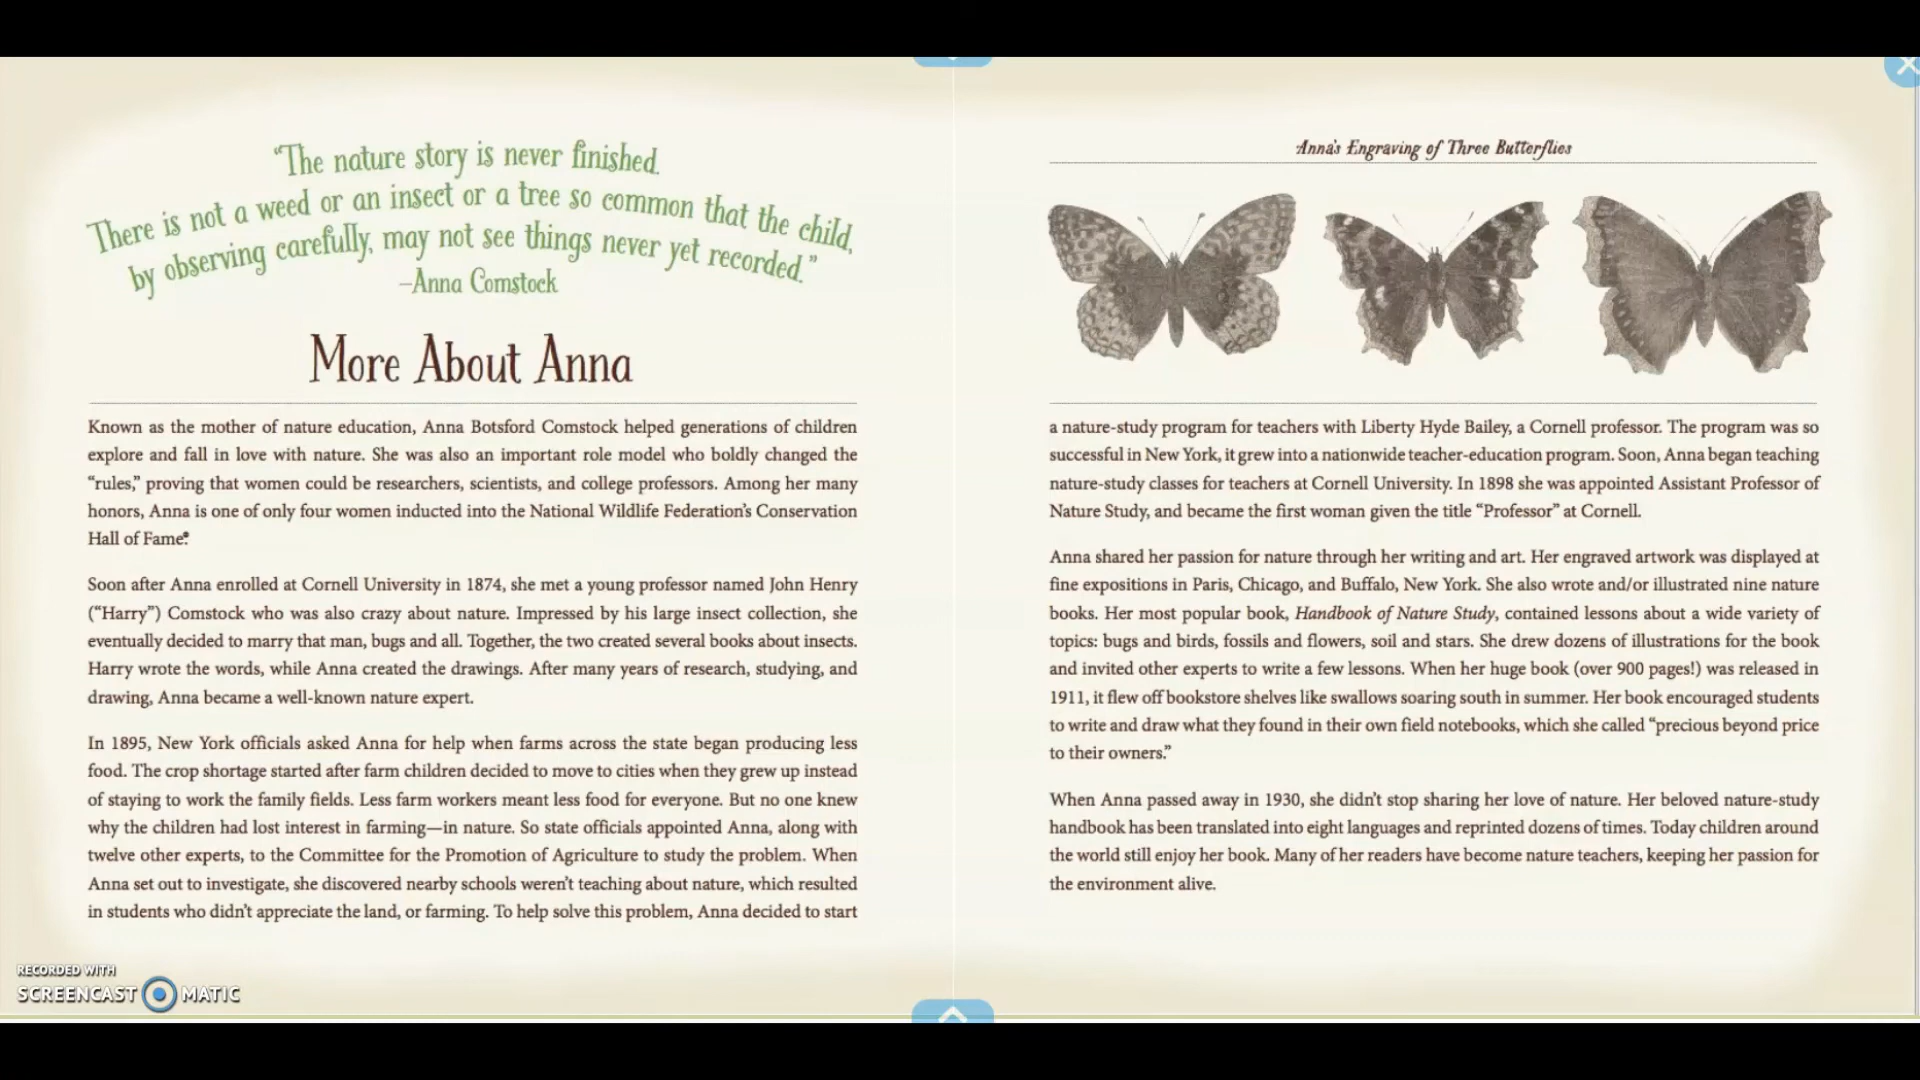 “The nature story is never finished.
There is not a weed or an insect or a tree so common that the child,
by observing carefully, may not see things never yet recorded.”
–Anna Comstock
More About Anna
Known as the mother of nature education, Anna Botsford Comstock helped generations of children
explore and fall in love with nature. She was also an important role model who boldly changed the
“rules,” proving that women could be researchers, scientists, and college professors. Among her many
honors, Anna is one of only four women inducted into the National Wildlife Federation’s Conservation
Hall of Fame®.
Soon after Anna enrolled at Cornell University in 1874, she met a young professor named John Henry
(“Harry”) Comstock who was also crazy about nature. Impressed by his large insect collection, she
eventually decided to marry that man, bugs and all. Together, the two created several books about insects.
Harry wrote the words, while Anna created the drawings. After many years of research, studying, and
drawing, Anna became a well-known nature expert.
In 1895, New York officials asked Anna for help when farms across the state began producing less
food. The crop shortage started after farm children decided to move to cities when they grew up instead
of staying to work the family fields. Less farm workers meant less food for everyone. But no one knew
why the children had lost interest in farming—in nature. So state officials appointed Anna, along with
twelve other experts, to the Committee for the Promotion of Agriculture to study the problem. When
Anna set out to investigate, she discovered nearby schools weren’t teaching about nature, which resulted
in students who didn’t appreciate the land, or farming. To help solve this problem, Anna decided to start
Anna’s Engraving of Three Butterflies
a nature-study program for teachers with Liberty Hyde Bailey, a Cornell professor. The program was so
successful in New York, it grew into a nationwide teacher-education program. Soon, Anna began teaching
nature-study classes for teachers at Cornell University. In 1898 she was appointed Assistant Professor of
Nature Study, and became the first woman given the title “Professor” at Cornell.
Anna shared her passion for nature through her writing and art. Her engraved artwork was displayed at
fine expositions in Paris, Chicago, and Buffalo, New York. She also wrote and/or illustrated nine nature
books. Her most popular book, Handbook of Nature Study, contained lessons about a wide variety of
topics: bugs and birds, fossils and flowers, soil and stars. She drew dozens of illustrations for the book
and invited other experts to write a few lessons. When her huge book (over 900 pages!) was released in
1911, it flew off bookstore shelves like swallows soaring south in summer. Her book encouraged students
to write and draw what they found in their own field notebooks, which she called “precious beyond price
to their owners.”
When Anna passed away in 1930, she didn’t stop sharing her love of nature. Her beloved nature-study
handbook has been translated into eight languages and reprinted dozens of times. Today children around
the world still enjoy her book. Many of her readers have become nature teachers, keeping her passion for
the environment alive.
RECORDED WITH
SCREENCAST MATIC